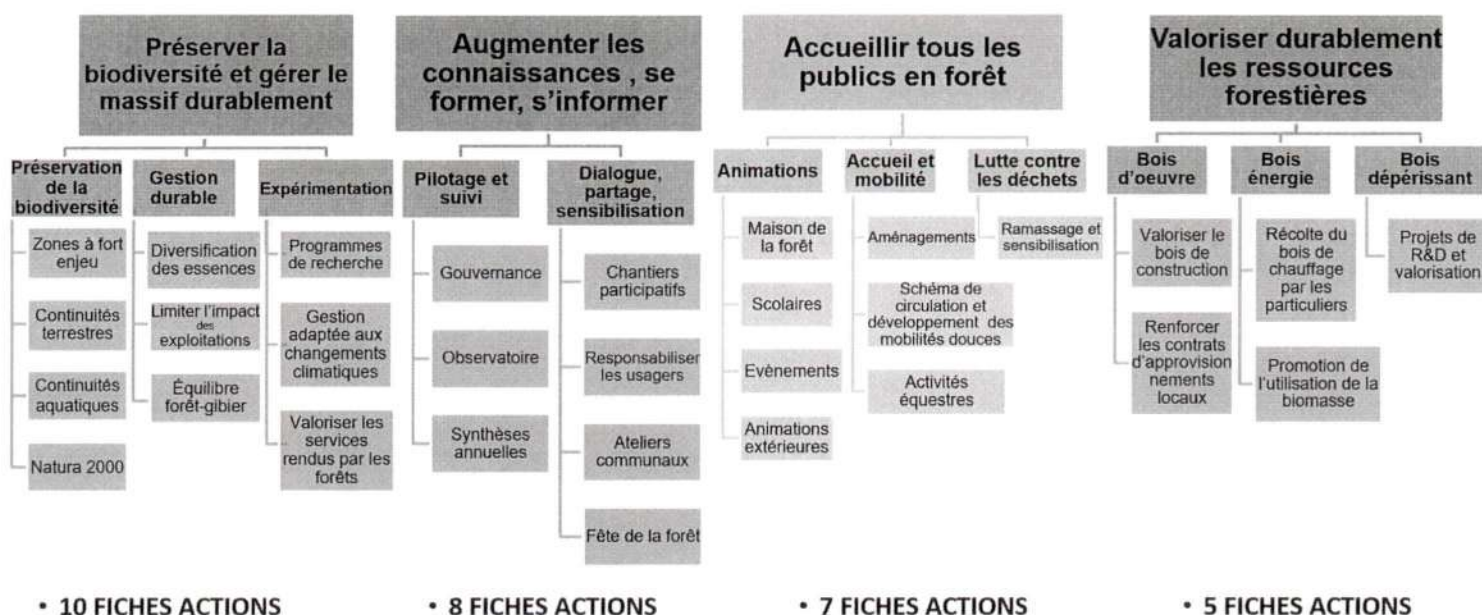 Préserver la
biodiversité et gérer le
massif durablement
Préservation
de la
biodiversité
Zones à fort
enjeu
Continuités
terrestres
Continuités
aquatiques
Natura 2000
Gestion
durable
Diversification
des essences
Limiter l'impact
des
exploitations
Équilibre
forêt-gibier
Expérimentation
Programmes
de recherche
Gestion
adaptée aux
changements
climatiques
Valoriser les
services
rendus par les
forêts
• 10 FICHES ACTIONS
Augmenter les
connaissances , se
former, s'informer
Pilotage et
suivi
Gouvernance
Observatoire
Synthèses
annuelles
Dialogue,
partage,
sensibilisation
Chantiers
participatifs
Responsabiliser
les usagers
Ateliers
communaux
Fête de la forêt
• 8 FICHES ACTIONS
Accueillir tous les
publics en forêt
Animations
Maison de
la forêt
Scolaires
Evènements
Animations
extérieures
Accueil et
mobilité
Aménagements
Schéma de
circulation et
développement des
mobilités douces
Activités
équestres
Lutte contre
les déchets
Ramassage et
sensibilisation
• 7 FICHES ACTIONS
Valoriser durablement
les ressources
forestières
Bois
d'oeuvre
Valoriser le
bois de
construction
Renforcer
les contrats
d'approvision
nements
locaux
Bois
énergie
Récolte du
bois de
chauffage
par les
particuliers
Promotion de
l'utilisation de la
biomasse
Bois
dépérissant
Projets de
R&D et
valorisation
• 5 FICHES ACTIONS